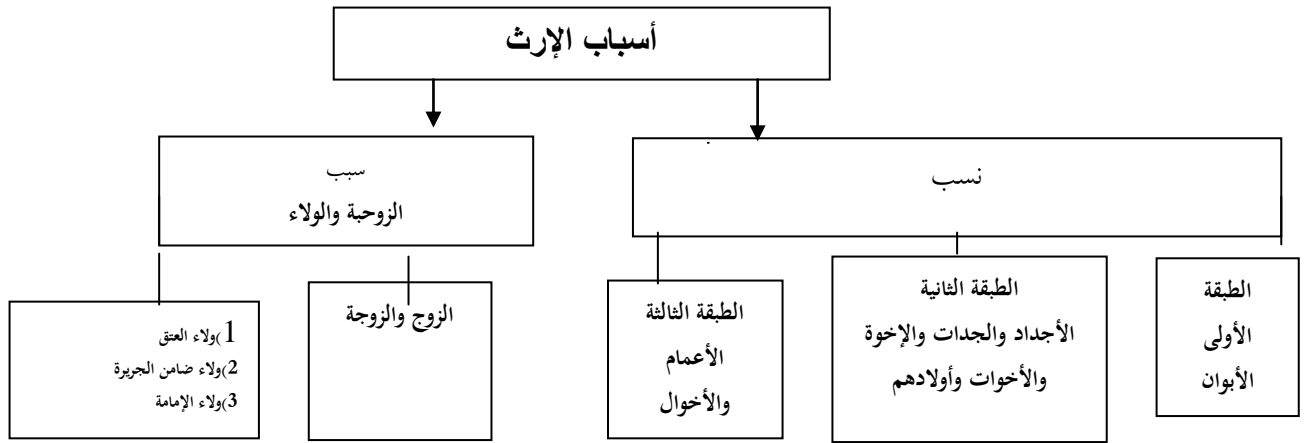 أسباب الإرث
نسب
سبب
الزوحبة والولاء
الطبقة
الأولى
الأبوان
الطبقة الثانية
الأجداد والجدات والإخوة
والأخوات وأولادهم
الطبقة الثالثة
الأعمام
والأخوال
الزوج والزوجة
1)ولاء العتق
2)ولاء ضامن الجريرة
3)ولاء الإمامة